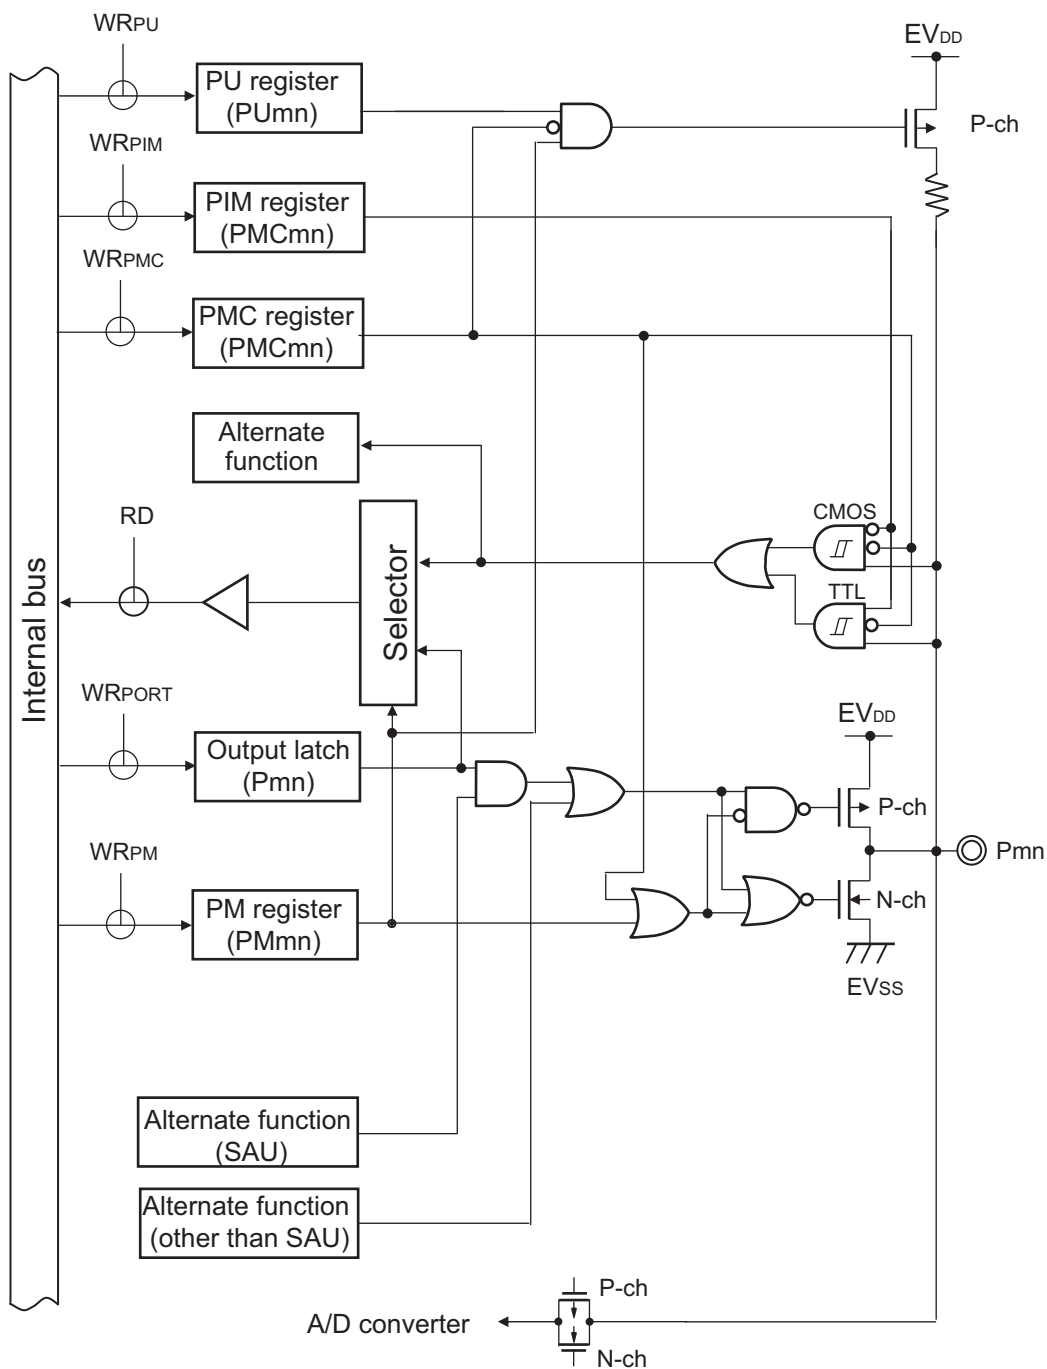 WRPU
EVDD
PU register
(PUmn)
P-ch
WRPIM
PIM register
(PMCmn)
WRPMC
PMC register
(PMCmn)
Alternate
function
CMOS
RD
Selector
TTL
Internal bus
WRPORT
EVDD
Output latch
(Pmn)
P-ch
Pmn
WRPM
PM register
(PMmn)
N-ch
EVSS
Alternate function
(SAU)
Alternate function
(other than SAU)
P-ch
A/D converter
N-ch